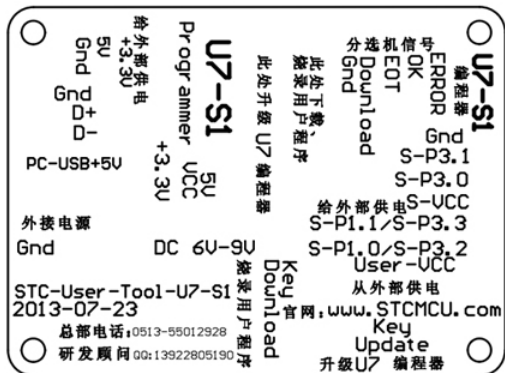 给外部供电
+3.3V
5V
Gnd
Gnd
D+
D-
PC-USB+5V
U7-S1
Programmer
5V
VCC
+3.3V
此处升级U7编程器
此处下载、
烧录用户程序
分选机信号
ERROR
OK
EOT
Download
Gnd
U7-S1
编程器
Gnd
S-P3.1
S-P3.0
S-VCC
给外部供电
S-P1.1/S-P3.3
S-P1.0/S-P3.2
User-VCC
从外部供电
外接电源
Gnd
DC 6V-9V
STC-User-Tool-U7-S1
2013-07-23
总部电话:0513-55012928
研发顾问QQ:13922805190
烧录用户程序
Key
Download
官网:www.STCMCU.com
Key
Update
升级U7 编程器